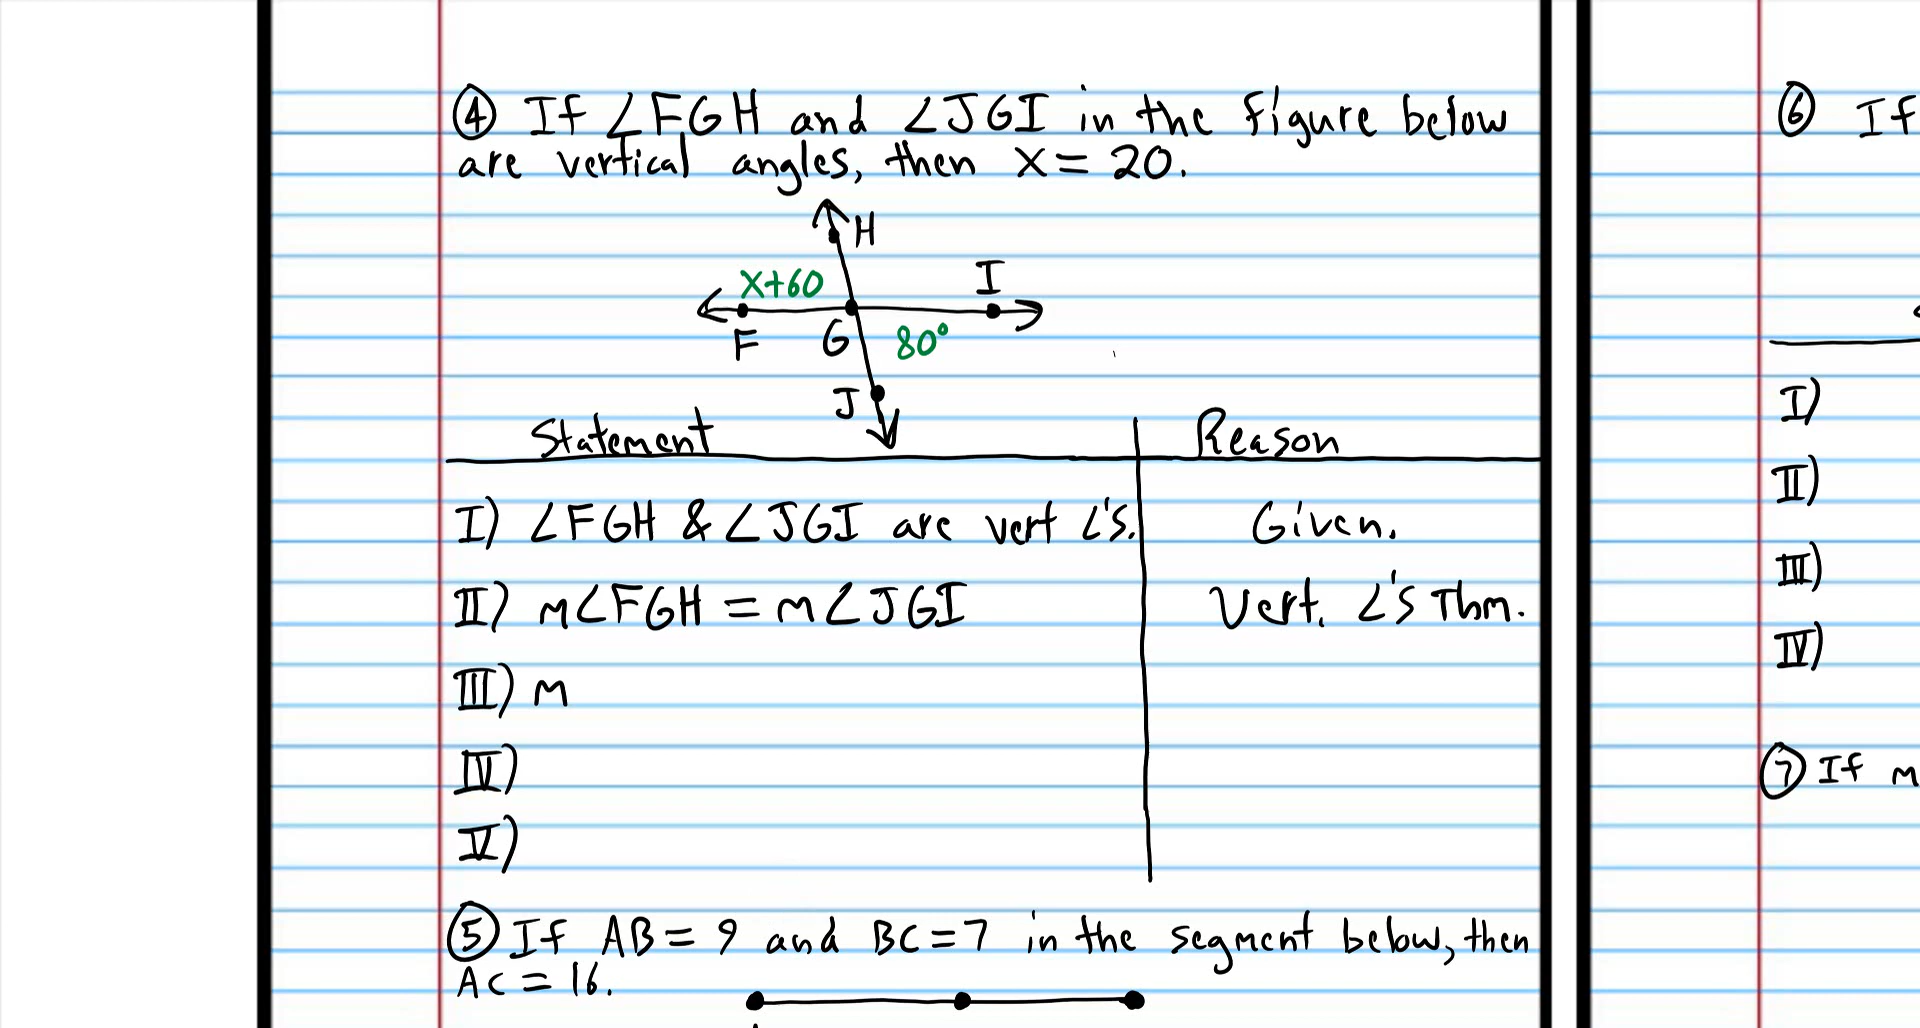 ④ If ∠FGH and ∠JGI in the figure below
are vertical angles, then x = 20.
H
x+60
I
F
G
80°
J
Statement
Reason
I) ∠FGH & ∠JGI are vert ∠'s.
Given.
II) m∠FGH = m∠JGI
Vert. ∠'s Thm.
III) m
IV)
V)
⑤ If AB = 9 and BC = 7 in the segment below, then
AC = 16.
⑥ If
I)
II)
III)
IV)
⑦ If m